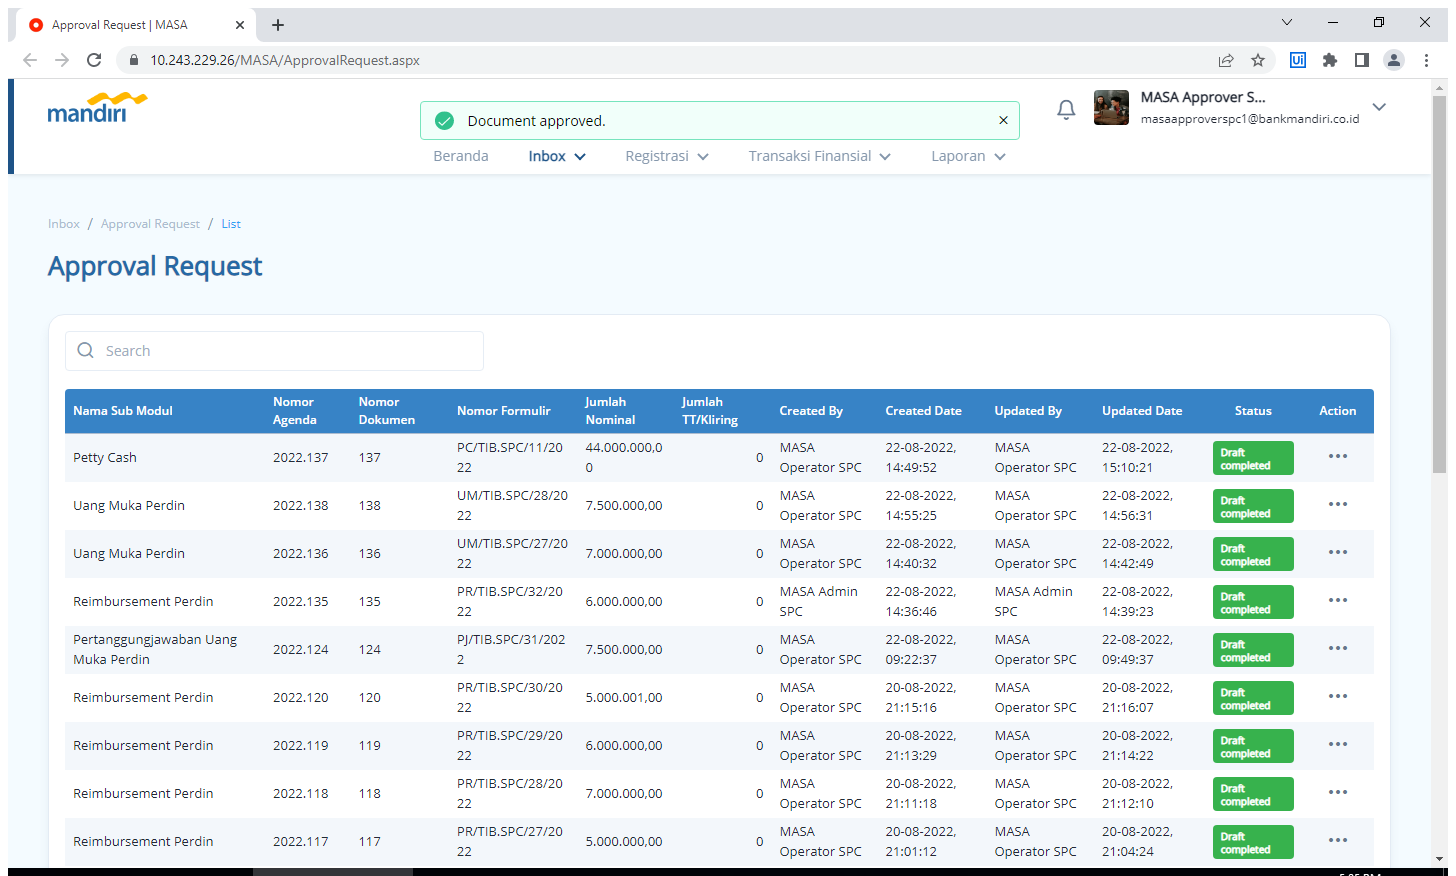 Approval Request | MASA
10.243.229.26/MASA/ApprovalRequest.aspx
Ui
mandiri
Document approved.
MASA Approver S...
masaapproverspc1@bankmandiri.co.id
Beranda Inbox Registrasi Transaksi Finansial Laporan
Inbox / Approval Request / List
Approval Request
Search
Nama Sub Modul Nomor Agenda Nomor Dokumen Nomor Formulir Jumlah Nominal Jumlah TT/Kliring Created By Created Date Updated By Updated Date Status Action
Petty Cash 2022.137 137 PC/TIB.SPC/11/2022 44.000.000,00 0 MASA Operator SPC 22-08-2022, 14:49:52 MASA Operator SPC 22-08-2022, 15:10:21 Draft completed
Uang Muka Perdin 2022.138 138 UM/TIB.SPC/28/2022 7.500.000,00 0 MASA Operator SPC 22-08-2022, 14:55:25 MASA Operator SPC 22-08-2022, 14:56:31 Draft completed
Uang Muka Perdin 2022.136 136 UM/TIB.SPC/27/2022 7.000.000,00 0 MASA Operator SPC 22-08-2022, 14:40:32 MASA Operator SPC 22-08-2022, 14:42:49 Draft completed
Reimbursement Perdin 2022.135 135 PR/TIB.SPC/32/2022 6.000.000,00 0 MASA Admin SPC 22-08-2022, 14:36:46 MASA Admin SPC 22-08-2022, 14:39:23 Draft completed
Pertanggungjawaban Uang Muka Perdin 2022.124 124 PJ/TIB.SPC/31/2022 7.500.000,00 0 MASA Operator SPC 22-08-2022, 09:22:37 MASA Operator SPC 22-08-2022, 09:49:37 Draft completed
Reimbursement Perdin 2022.120 120 PR/TIB.SPC/30/2022 5.000.001,00 0 MASA Operator SPC 20-08-2022, 21:15:16 MASA Operator SPC 20-08-2022, 21:16:07 Draft completed
Reimbursement Perdin 2022.119 119 PR/TIB.SPC/29/2022 6.000.000,00 0 MASA Operator SPC 20-08-2022, 21:13:29 MASA Operator SPC 20-08-2022, 21:14:22 Draft completed
Reimbursement Perdin 2022.118 118 PR/TIB.SPC/28/2022 7.000.000,00 0 MASA Operator SPC 20-08-2022, 21:11:18 MASA Operator SPC 20-08-2022, 21:12:10 Draft completed
Reimbursement Perdin 2022.117 117 PR/TIB.SPC/27/2022 5.000.000,00 0 MASA Operator SPC 20-08-2022, 21:01:12 MASA Operator SPC 20-08-2022, 21:04:24 Draft completed